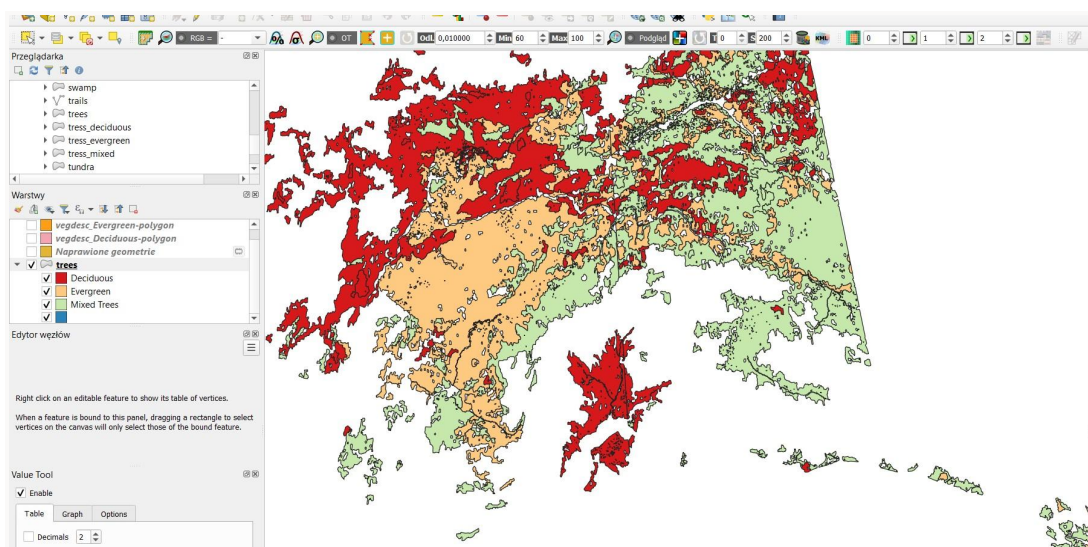 RGB = -
OT
Odl. 0,010000
Min 60
Max 100
Podgląd
T 0
S 200
KML
0
1
2
Przeglądarka
swamp
trails
trees
tress_deciduous
tress_evergreen
tress_mixed
tundra
Warstwy
vegdesc_Evergreen-polygon
vegdesc_Deciduous-polygon
Naprawione geometrie
trees
Deciduous
Evergreen
Mixed Trees
Edytor węzłów
Right click on an editable feature to show its table of vertices.
When a feature is bound to this panel, dragging a rectangle to select
vertices on the canvas will only select those of the bound feature.
Value Tool
Enable
Table Graph Options
Decimals 2